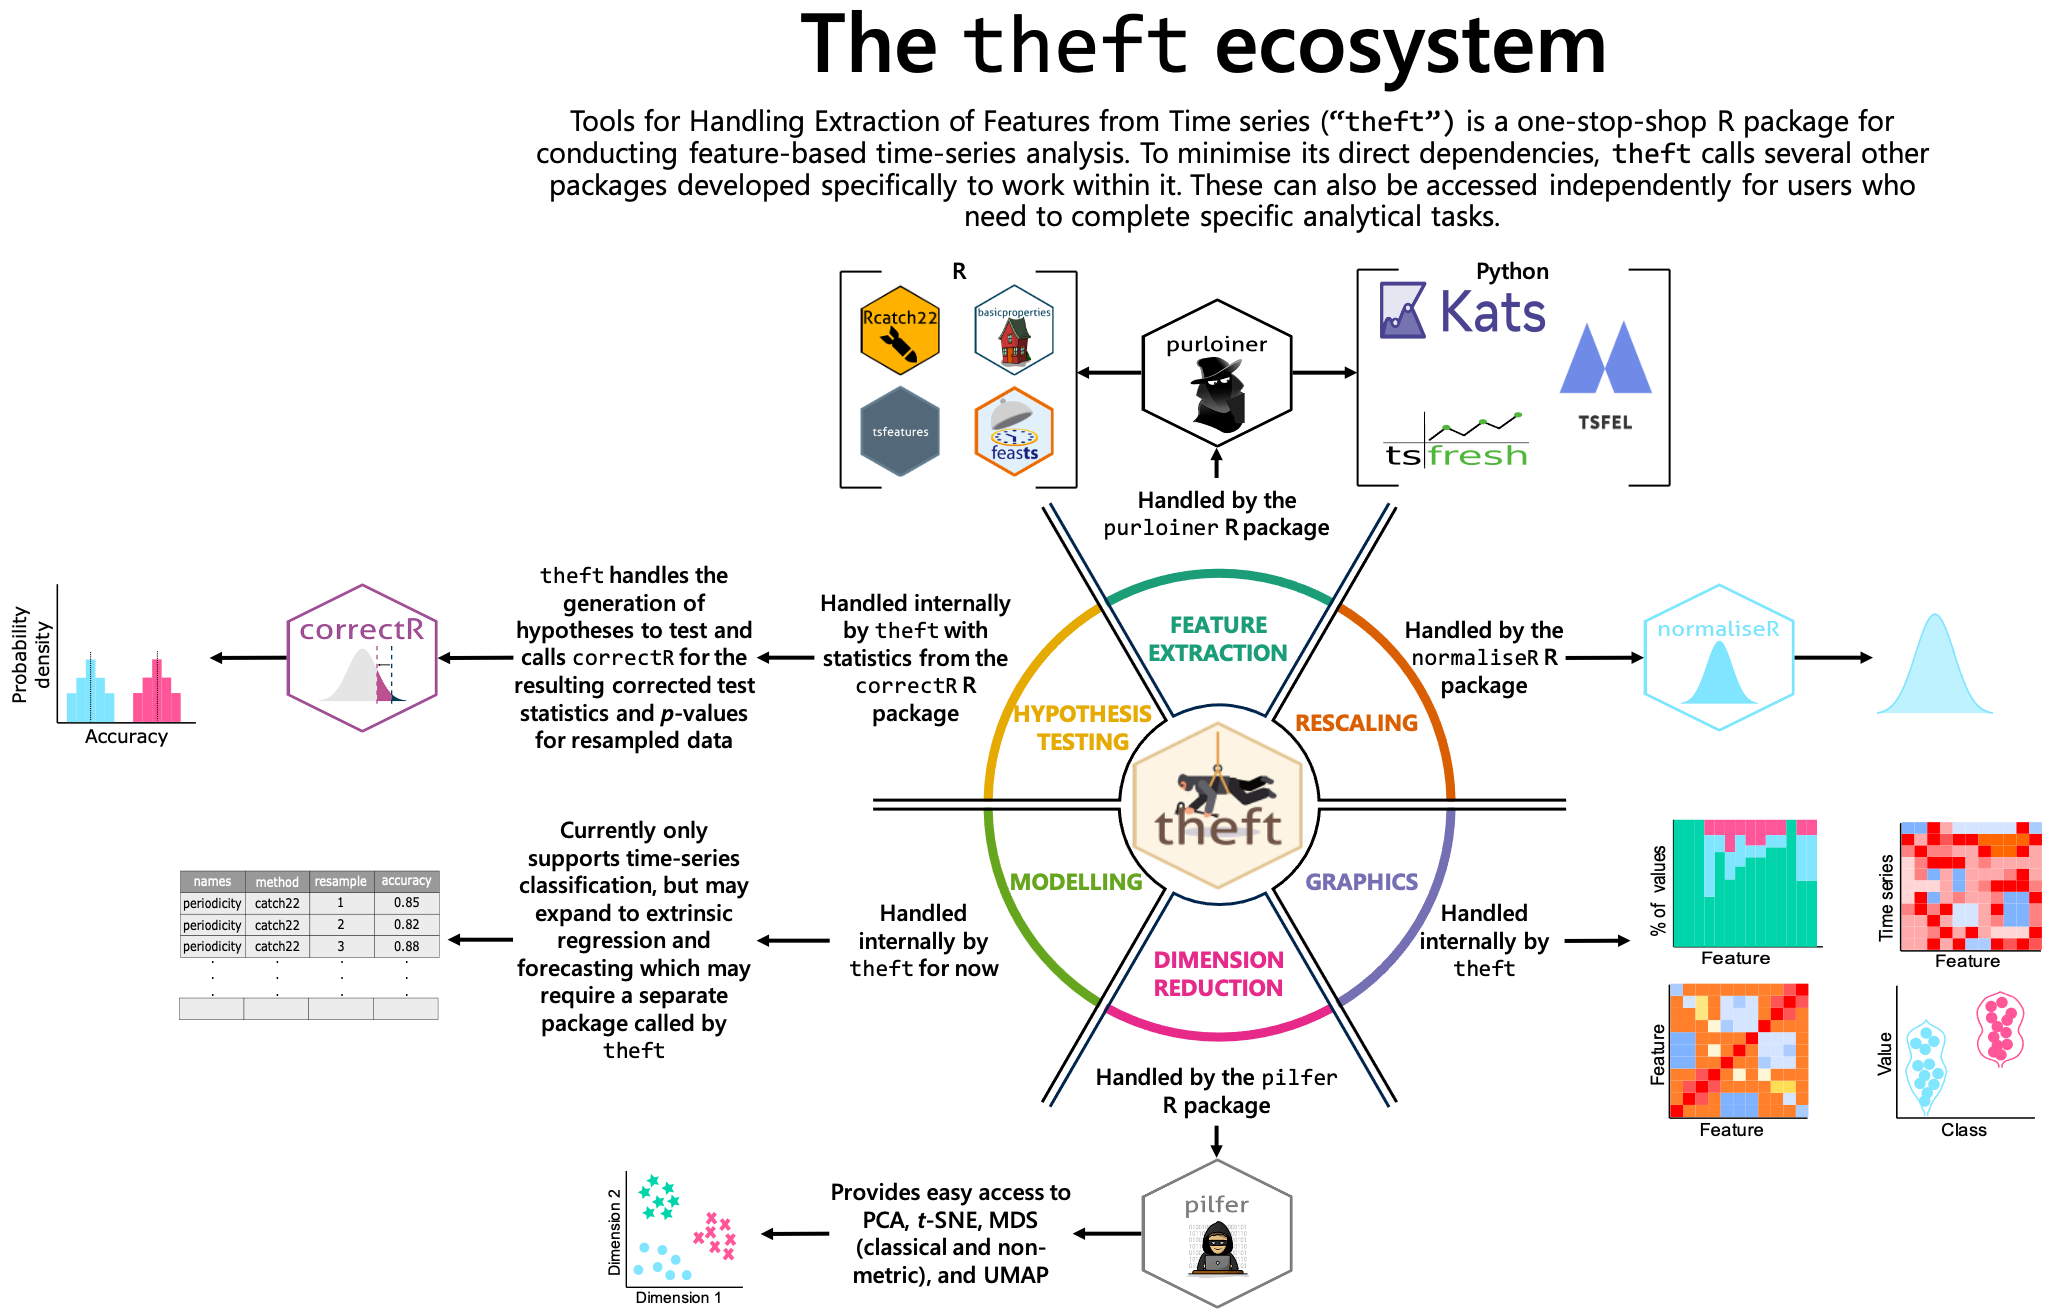 The theft ecosystem
Tools for Handling Extraction of Features from Time series (“theft”) is a one-stop-shop R package for
conducting feature-based time-series analysis. To minimise its direct dependencies, theft calls several other
packages developed specifically to work within it. These can also be accessed independently for users who
need to complete specific analytical tasks.
R
Rcatch22
basicproperties
tsfeatures
feasts
purloiner
Python
Kats
TSFEL
tsfresh
Handled by the
purloiner R package
FEATURE
EXTRACTION
Handled by the
normaliseR R
package
normaliseR
RESCALING
Handled internally
by theft with
statistics from the
correctR R
package
theft handles the
generation of
hypotheses to test and
calls correctR for the
resulting corrected test
statistics and p-values
for resampled data
correctR
Probability
density
Accuracy
HYPOTHESIS
TESTING
theft
MODELLING
Handled
internally by
theft for now
Currently only
supports time-series
classification, but may
expand to extrinsic
regression and
forecasting which may
require a separate
package called by
theft
names method resample accuracy
periodicity catch22 1 0.85
periodicity catch22 2 0.82
periodicity catch22 3 0.88
. . . .
. . . .
. . . .
GRAPHICS
Handled
internally by
theft
% of values
Feature
Time series
Feature
Feature
Feature
Value
Class
DIMENSION
REDUCTION
Handled by the pilfer
R package
pilfer
Provides easy access to
PCA, t-SNE, MDS
(classical and non-
metric), and UMAP
Dimension 2
Dimension 1